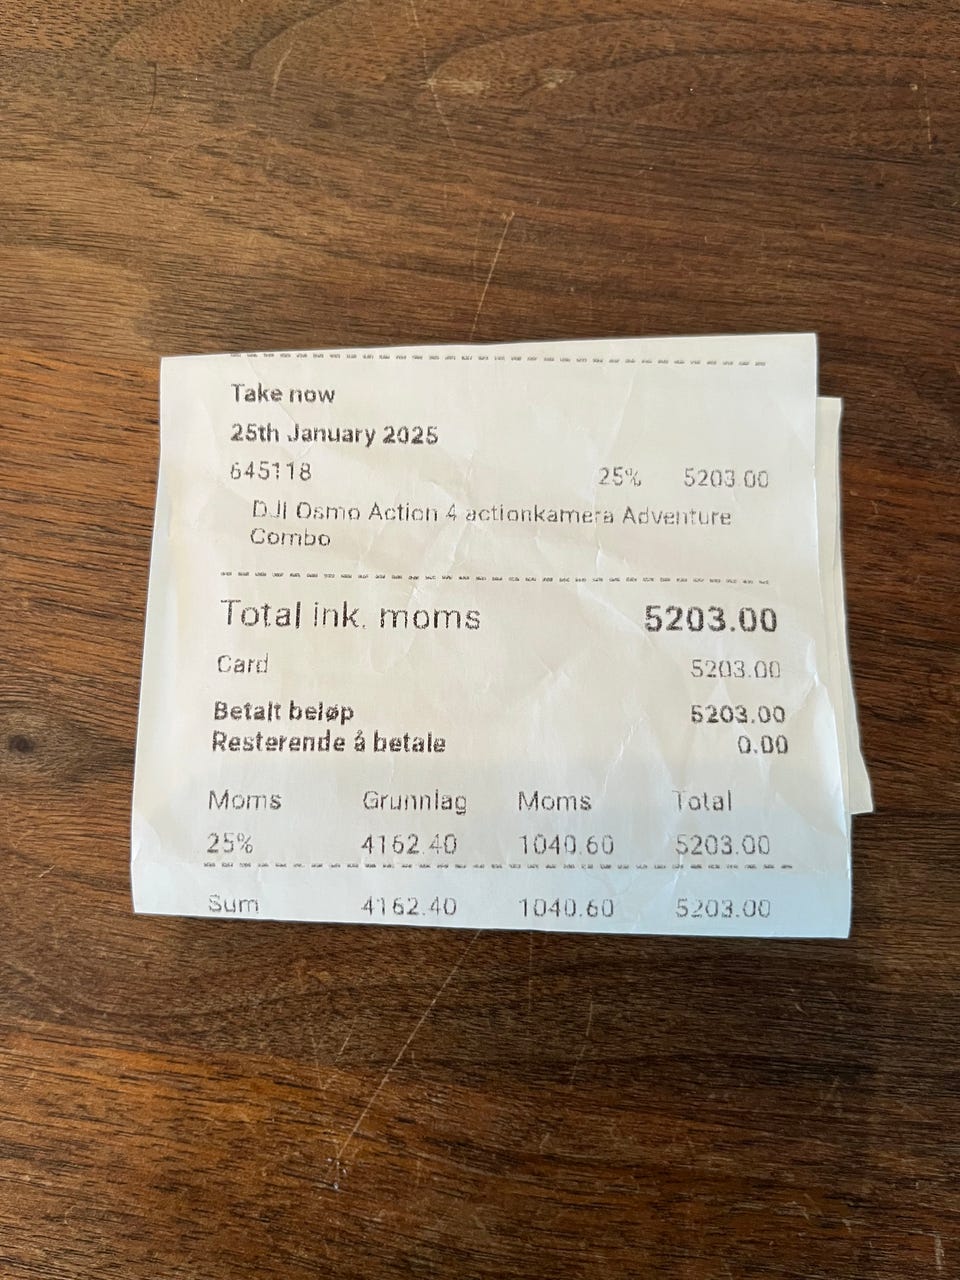 Take now
25th January 2025
645118 25% 5203.00
DJI Osmo Action 4 actionkamera Adventure
Combo
Total ink. moms 5203.00
Card 5203.00
Betalt beløp 5203.00
Resterende å betale 0.00
Moms Grunnlag Moms Total
25% 4162.40 1040.60 5203.00
Sum 4162.40 1040.60 5203.00